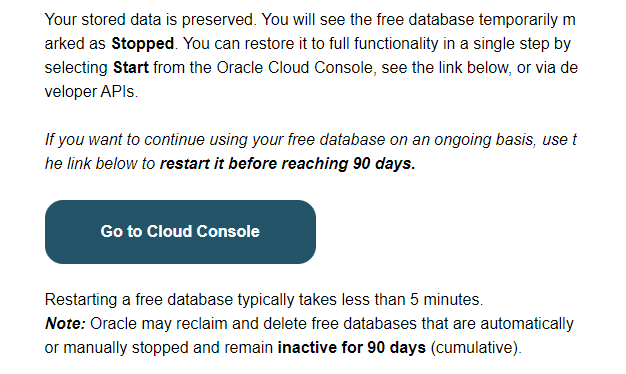 Your stored data is preserved. You will see the free database temporarily m
arked as Stopped. You can restore it to full functionality in a single step by
selecting Start from the Oracle Cloud Console, see the link below, or via de
veloper APIs.
If you want to continue using your free database on an ongoing basis, use t
he link below to restart it before reaching 90 days.
Go to Cloud Console
Restarting a free database typically takes less than 5 minutes.
Note: Oracle may reclaim and delete free databases that are automatically
or manually stopped and remain inactive for 90 days (cumulative).